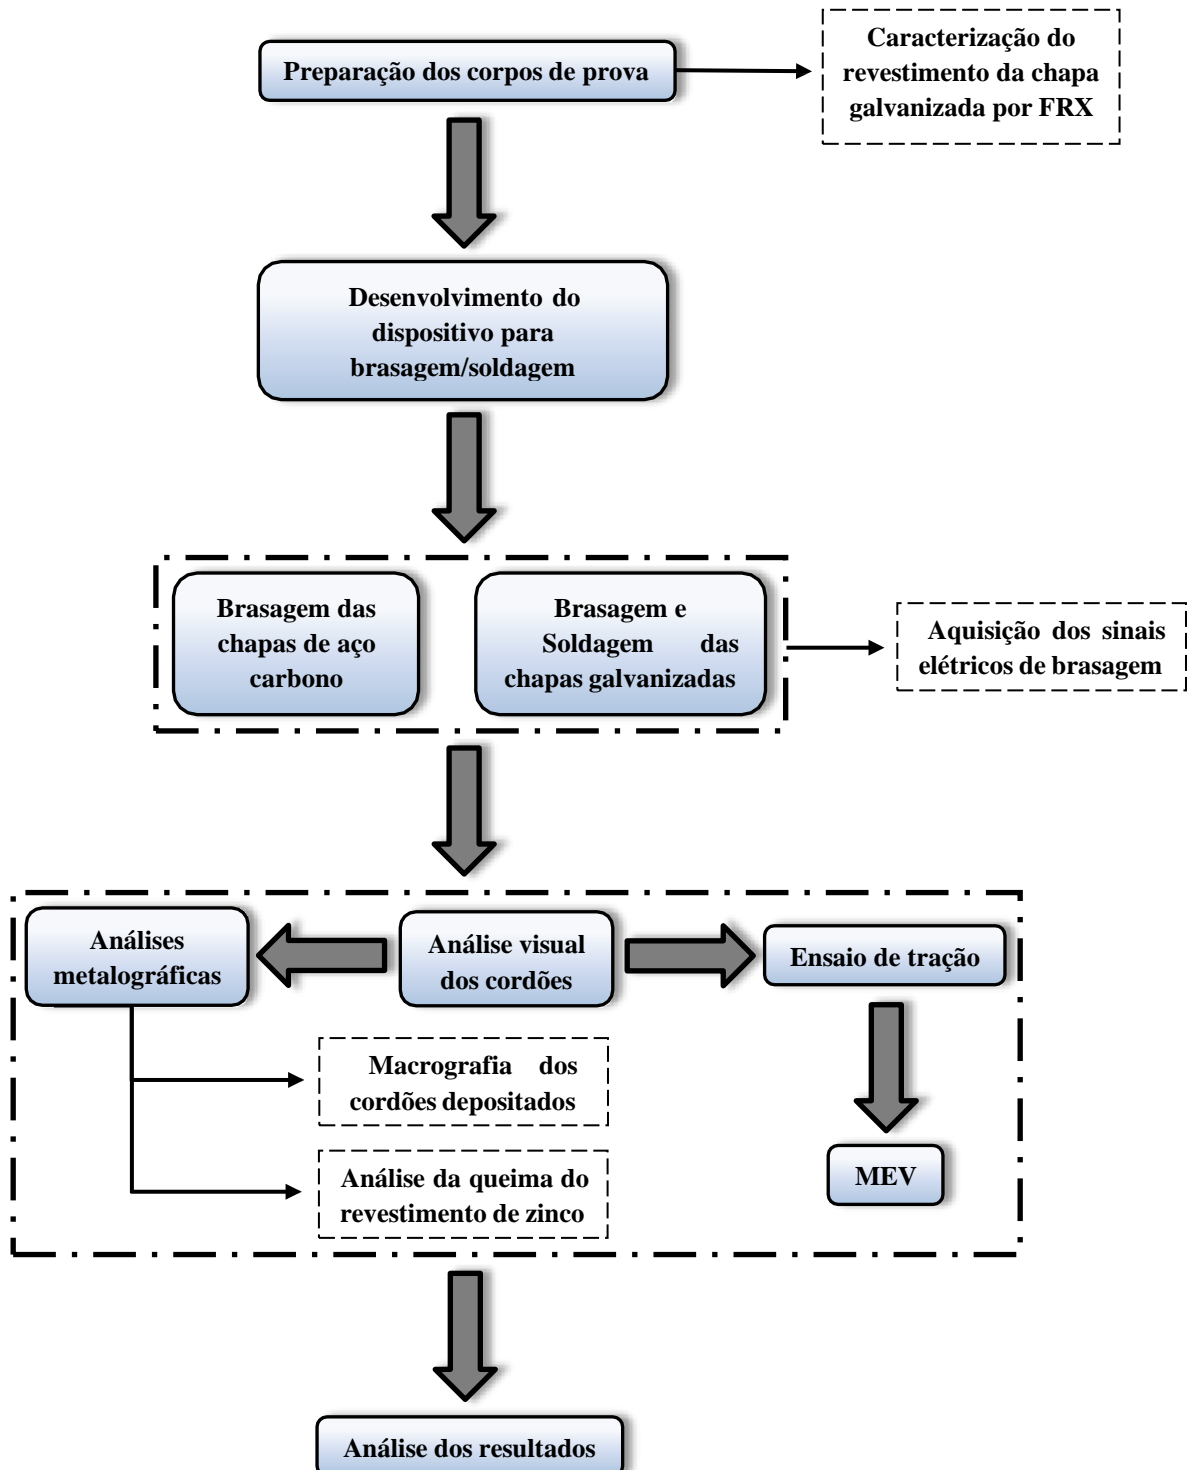 Preparação dos corpos de prova
Caracterização do
revestimento da chapa
galvanizada por FRX
Desenvolvimento do
dispositivo para
brasagem/soldagem
Brasagem das
chapas de aço
carbono
Brasagem e
Soldagem das
chapas galvanizadas
Aquisição dos sinais
elétricos de brasagem
Análises
metalográficas
Análise visual
dos cordões
Ensaio de tração
Macrografia dos
cordões depositados
Análise da queima do
revestimento de zinco
MEV
Análise dos resultados